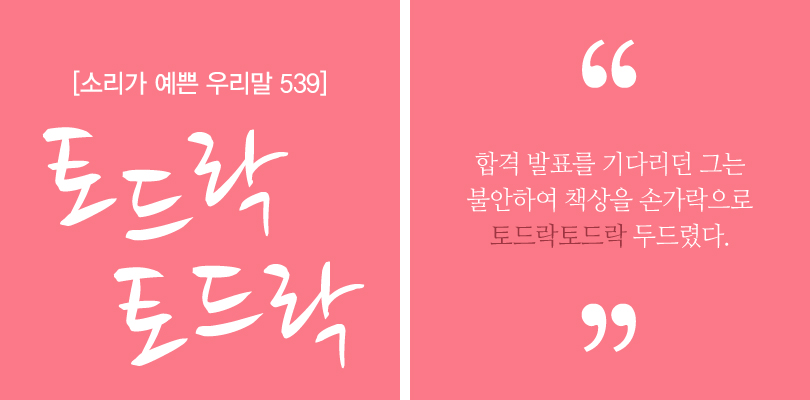 [소리가 예쁜 우리말 539]
토드락
토드락
“
합격 발표를 기다리던 그는
불안하여 책상을 손가락으로
토드락토드락 두드렸다.
”